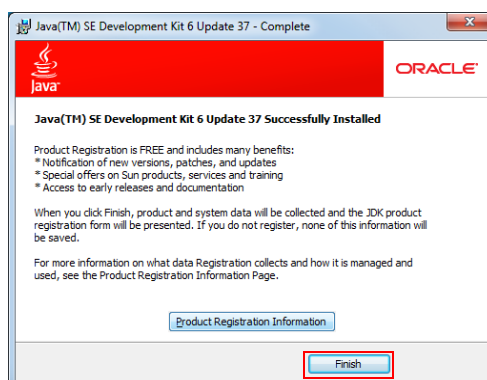 Java(TM) SE Development Kit 6 Update 37 - Complete
Java™
ORACLE®
Java(TM) SE Development Kit 6 Update 37 Successfully Installed
Product Registration is FREE and includes many benefits:
* Notification of new versions, patches, and updates
* Special offers on Sun products, services and training
* Access to early releases and documentation
When you click Finish, product and system data will be collected and the JDK product
registration form will be presented. If you do not register, none of this information will
be saved.
For more information on what data Registration collects and how it is managed and
used, see the Product Registration Information Page.
Product Registration Information
Finish